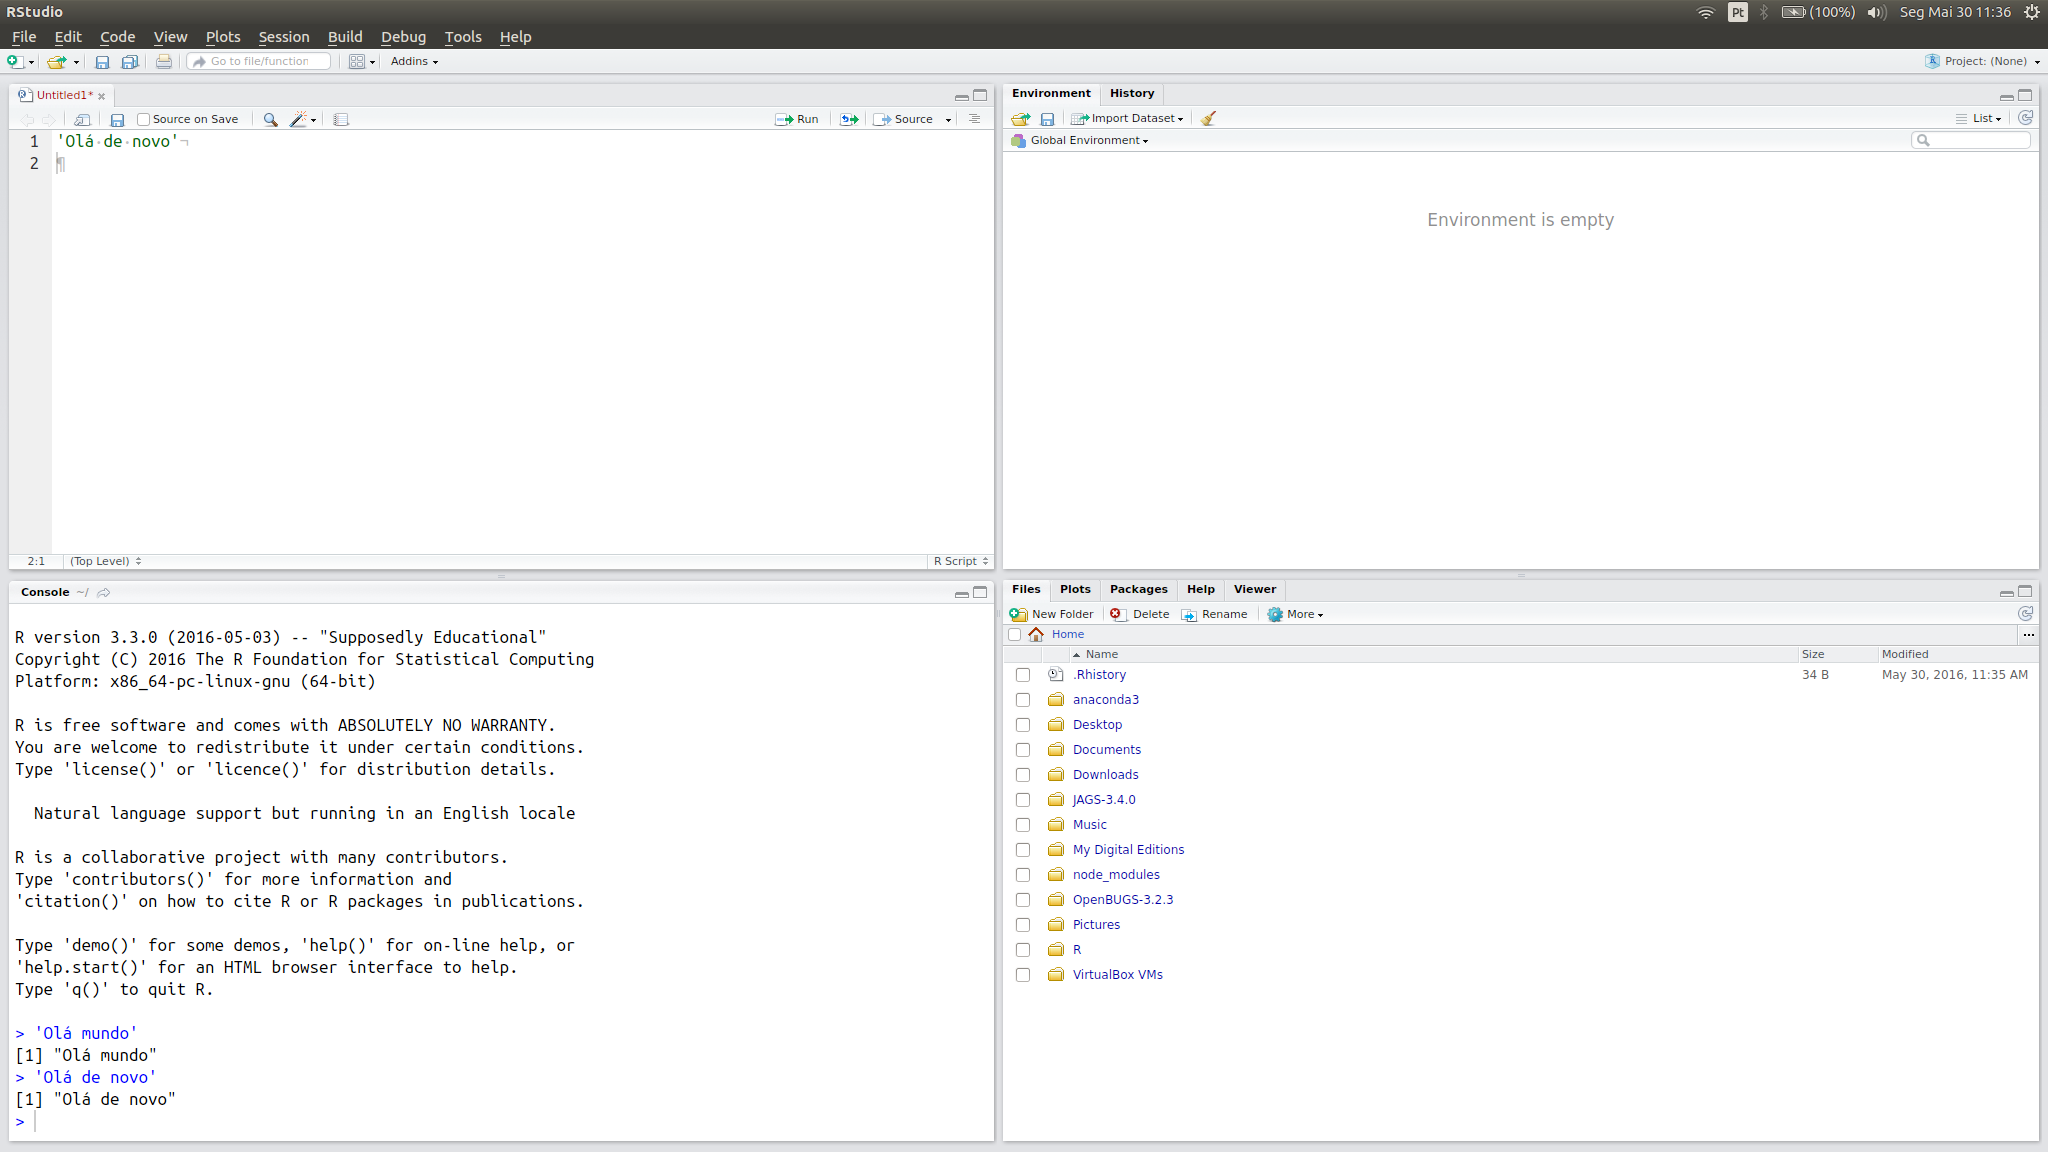 RStudio
Pt (100%) Seg Mai 30 11:36
File Edit Code View Plots Session Build Debug Tools Help
Go to file/function Addins Project: (None)
Untitled1*
Source on Save Run Source
1 'Olá de novo'
2
2:1 (Top Level) R Script
Environment History
Import Dataset List
Global Environment
Environment is empty
Console ~/
R version 3.3.0 (2016-05-03) -- "Supposedly Educational"
Copyright (C) 2016 The R Foundation for Statistical Computing
Platform: x86_64-pc-linux-gnu (64-bit)
R is free software and comes with ABSOLUTELY NO WARRANTY.
You are welcome to redistribute it under certain conditions.
Type 'license()' or 'licence()' for distribution details.
Natural language support but running in an English locale
R is a collaborative project with many contributors.
Type 'contributors()' for more information and
'citation()' on how to cite R or R packages in publications.
Type 'demo()' for some demos, 'help()' for on-line help, or
'help.start()' for an HTML browser interface to help.
Type 'q()' to quit R.
> 'Olá mundo'
[1] "Olá mundo"
> 'Olá de novo'
[1] "Olá de novo"
>
Files Plots Packages Help Viewer
New Folder Delete Rename More
Home ...
Name Size Modified
.Rhistory 34 B May 30, 2016, 11:35 AM
anaconda3
Desktop
Documents
Downloads
JAGS-3.4.0
Music
My Digital Editions
node_modules
OpenBUGS-3.2.3
Pictures
R
VirtualBox VMs